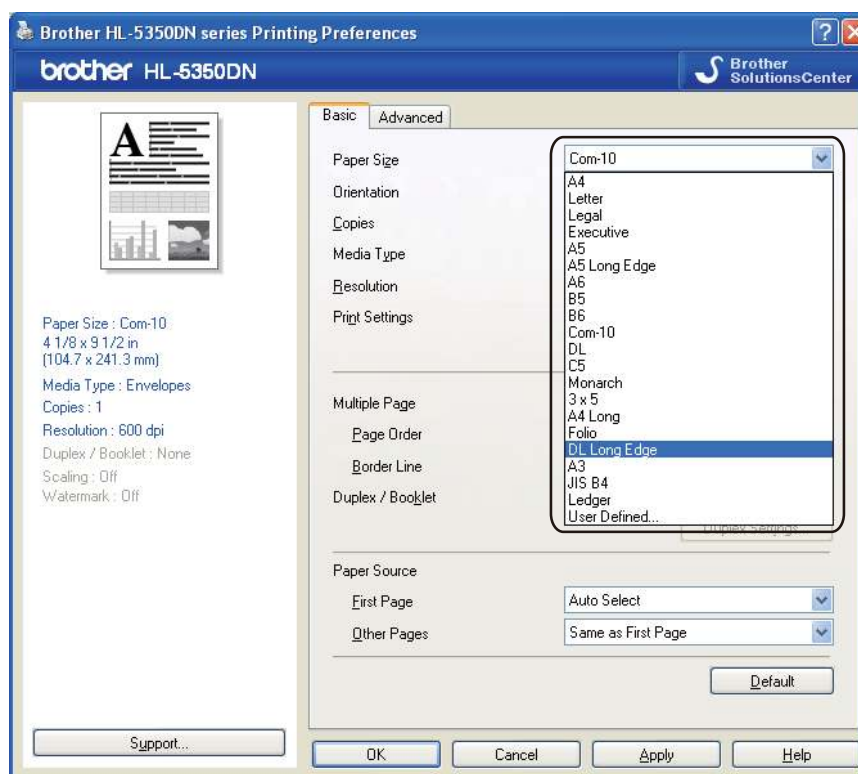 Brother HL-5350DN series Printing Preferences
?
brother HL-5350DN
Brother
SolutionsCenter
A
Paper Size : Com-10
4 1/8 x 9 1/2 in
(104.7 x 241.3 mm)
Media Type : Envelopes
Copies : 1
Resolution : 600 dpi
Duplex / Booklet : None
Scaling : Off
Watermark : Off
Support...
Basic
Advanced
Paper Size
Com-10
A4
Letter
Legal
Executive
A5
A5 Long Edge
A6
B5
B6
Com-10
DL
C5
Monarch
3 x 5
A4 Long
Folio
DL Long Edge
A3
JIS B4
Ledger
User Defined...
Orientation
Copies
Media Type
Resolution
Print Settings
Multiple Page
Page Order
Border Line
Duplex / Booklet
Duplex Settings...
Paper Source
First Page
Auto Select
Other Pages
Same as First Page
Default
OK
Cancel
Apply
Help